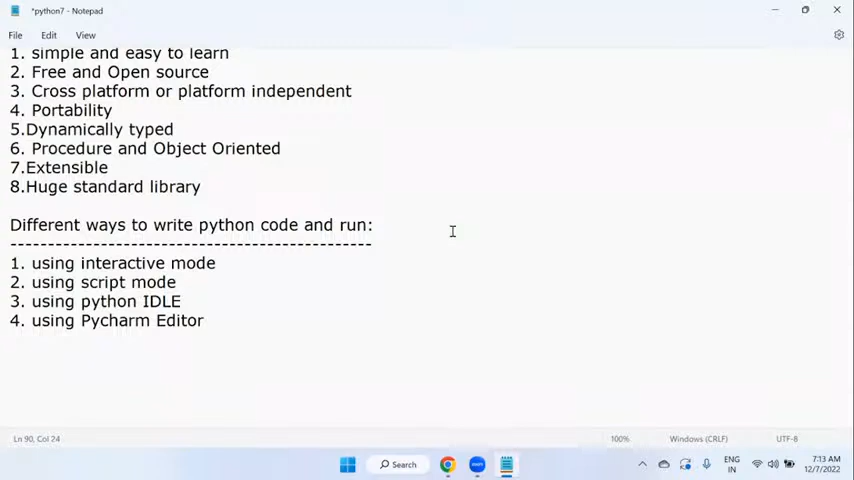 *python7 - Notepad
File Edit View
1. simple and easy to learn
2. Free and Open source
3. Cross platform or platform independent
4. Portability
5.Dynamically typed
6. Procedure and Object Oriented
7.Extensible
8.Huge standard library
Different ways to write python code and run:
-----------------------------------------------
1. using interactive mode
2. using script mode
3. using python IDLE
4. using Pycharm Editor
Ln 90, Col 24 100% Windows (CRLF) UTF-8
Search ENG IN 7:13 AM 12/7/2022